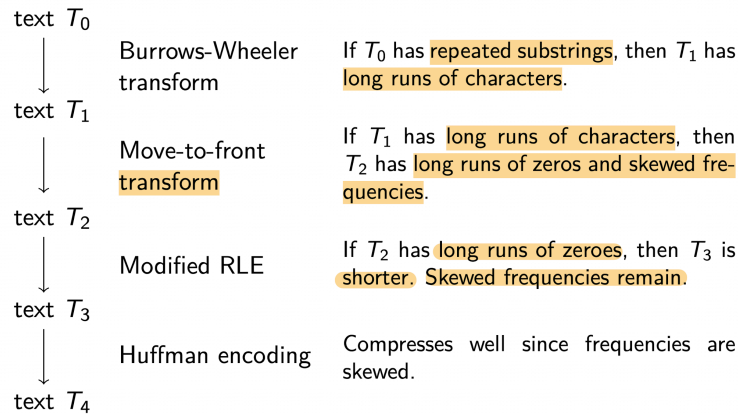 text T₀
Burrows-Wheeler
transform
If T₀ has repeated substrings, then T₁ has
long runs of characters.
text T₁
Move-to-front
transform
If T₁ has long runs of characters, then
T₂ has long runs of zeros and skewed fre-
quencies.
text T₂
Modified RLE
If T₂ has long runs of zeroes, then T₃ is
shorter. Skewed frequencies remain.
text T₃
Huffman encoding
Compresses well since frequencies are
skewed.
text T₄